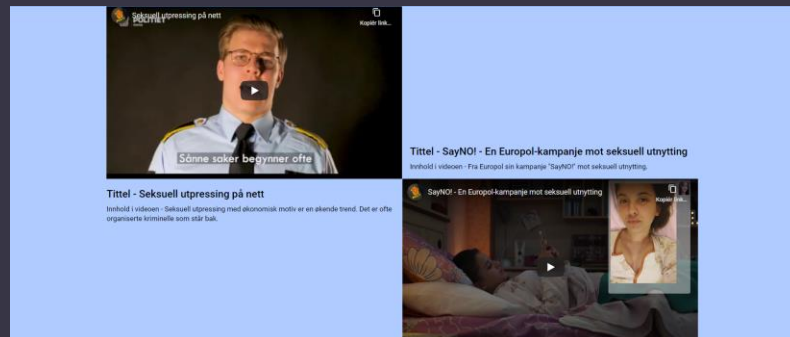 Seksuell utpressing på nett
POLITIET
Kopiér link...
Sånne saker begynner ofte
Tittel - Seksuell utpressing på nett
Innhold i videoen - Seksuell utpressing med økonomisk motiv er en økende trend. Det er ofte
organiserte kriminelle som står bak.
Tittel - SayNO! - En Europol-kampanje mot seksuell utnytting
Innhold i videoen - Fra Europol sin kampanje "SayNO!" mot seksuell utnytting.
SayNO! - En Europol-kampanje mot seksuell utnytting
Kopiér link...